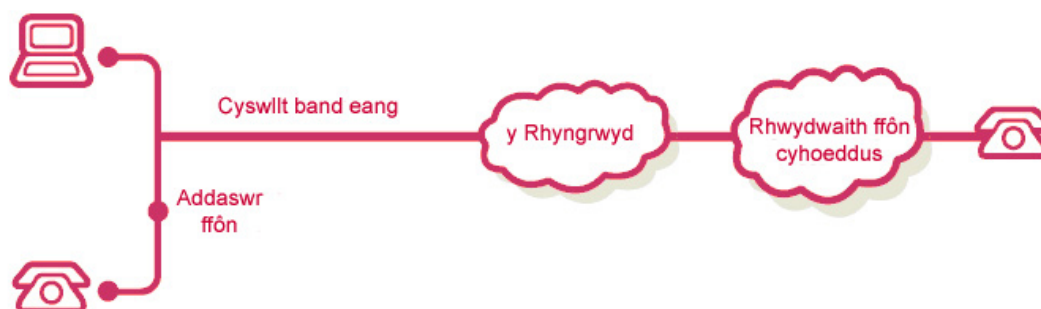 Cyswllt band eang
y Rhyngrwyd
Rhwydwaith ffôn
cyhoeddus
Addaswr
ffôn